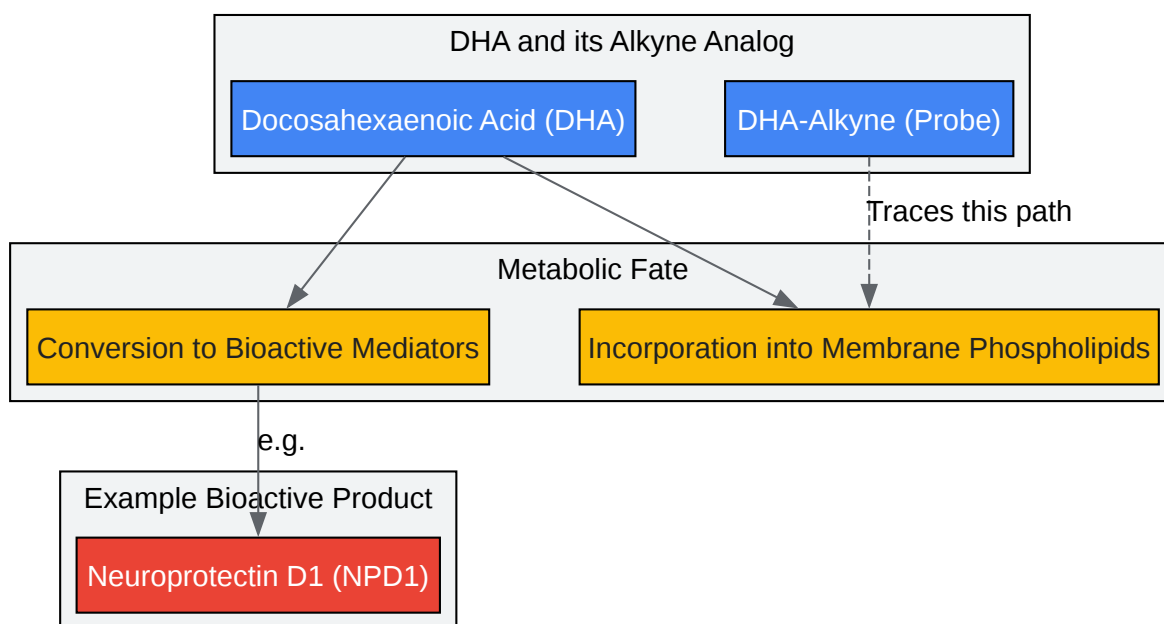 DHA and its Alkyne Analog
Docosahexaenoic Acid (DHA)
DHA-Alkyne (Probe)
Traces this path
Metabolic Fate
Conversion to Bioactive Mediators
Incorporation into Membrane Phospholipids
e.g.
Example Bioactive Product
Neuroprotectin D1 (NPD1)